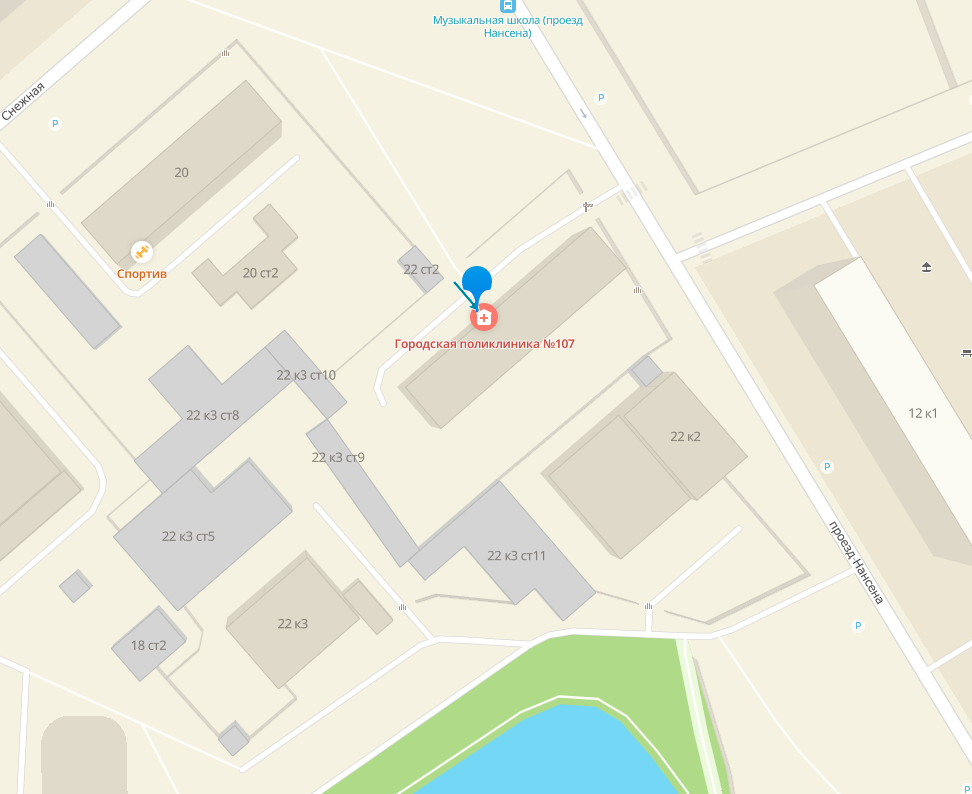 Музыкальная школа (проезд
Нансена)
Снежная
P
P
20
Спортив
20 ст2
22 ст2
Городская поликлиника №107
22 к3 ст10
22 к3 ст8
22 к2
12 к1
22 к3 ст9
P
22 к3 ст5
22 к3 ст11
проезд Нансена
22 к3
P
18 ст2
P